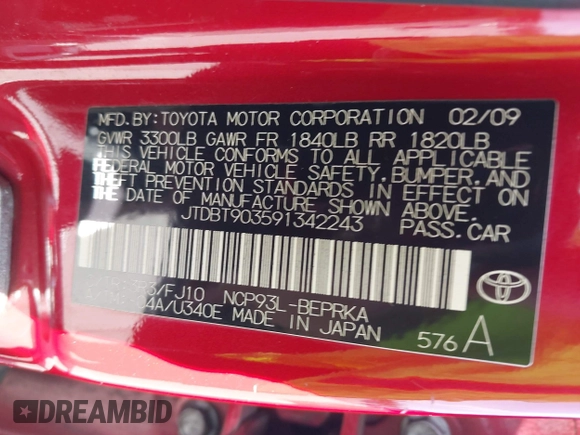 MFD.BY:TOYOTA MOTOR CORPORATION 02/09
GVWR 3300LB GAWR FR 1840LB RR 1820LB
THIS VEHICLE CONFORMS TO ALL APPLICABLE
FEDERAL MOTOR VEHICLE SAFETY,BUMPER,AND
THEFT PREVENTION STANDARDS IN EFFECT ON
THE DATE OF MANUFACTURE SHOWN ABOVE.
JTDBT903591342243 PASS.CAR
/FJ10 NCP93L-BEPRKA
/U340E MADE IN JAPAN
576A
DREAMBID